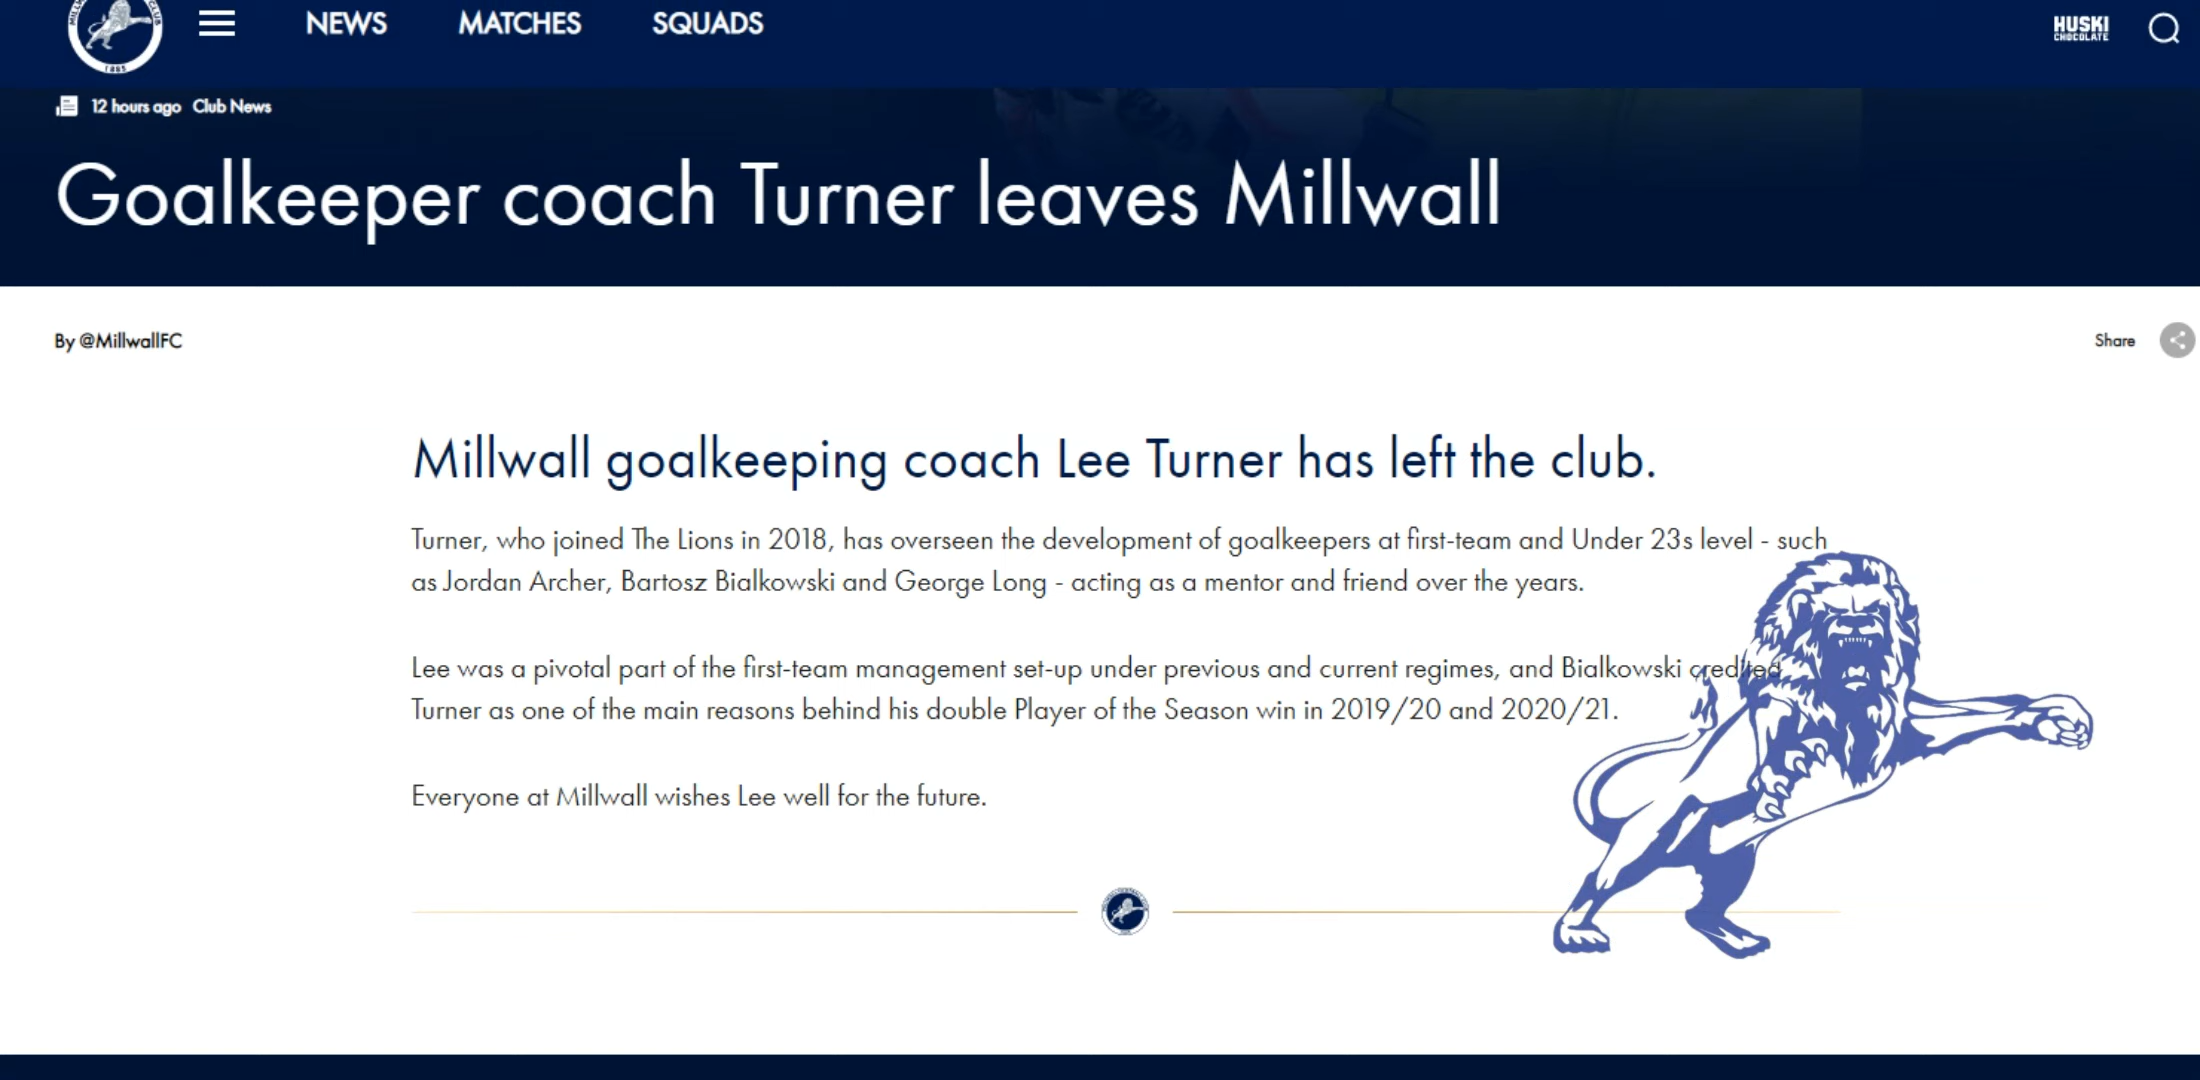 NEWS MATCHES SQUADS
HUSKI
CHOCOLATE
1885
12 hours ago Club News
Goalkeeper coach Turner leaves Millwall
By @MillwallFC
Share
Millwall goalkeeping coach Lee Turner has left the club.
Turner, who joined The Lions in 2018, has overseen the development of goalkeepers at first-team and Under 23s level - such
as Jordan Archer, Bartosz Bialkowski and George Long - acting as a mentor and friend over the years.
Lee was a pivotal part of the first-team management set-up under previous and current regimes, and Bialkowski credited
Turner as one of the main reasons behind his double Player of the Season win in 2019/20 and 2020/21.
Everyone at Millwall wishes Lee well for the future.